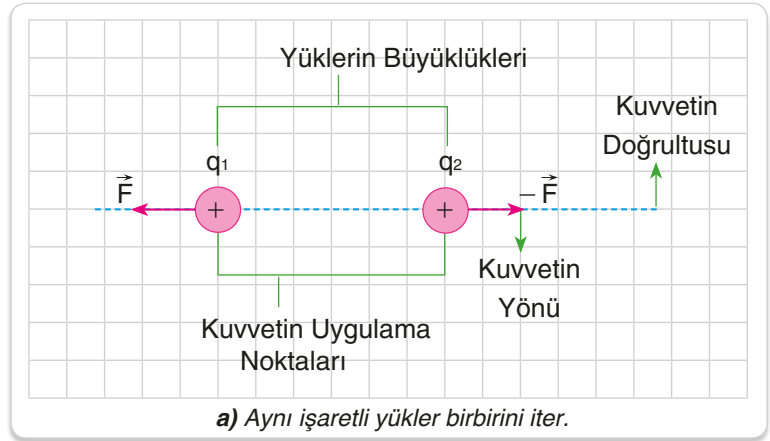 Yüklerin Büyüklükleri
Kuvvetin
Doğrultusu
q1 q2
F⃗ −F⃗
+ +
Kuvvetin
Yönü
Kuvvetin Uygulama
Noktaları
a) Aynı işaretli yükler birbirini iter.